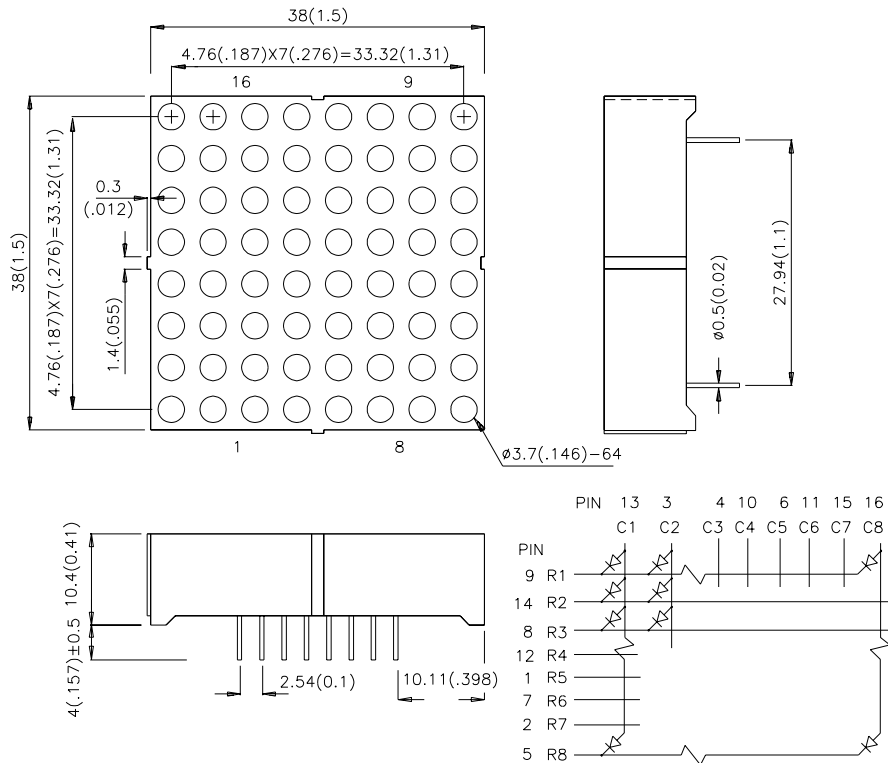 38(1.5)
4.76(.187)X7(.276)=33.32(1.31)
16
9
38(1.5)
4.76(.187)X7(.276)=33.32(1.31)
0.3
(.012)
1.4(.055)
1
8
ø3.7(.146)-64
27.94(1.1)
ø0.5(0.02)
10.4(0.41)
4(.157)±0.5
2.54(0.1)
10.11(.398)
PIN 13 3 4 10 6 11 15 16
C1 C2 C3 C4 C5 C6 C7 C8
PIN
9 R1
14 R2
8 R3
12 R4
1 R5
7 R6
2 R7
5 R8